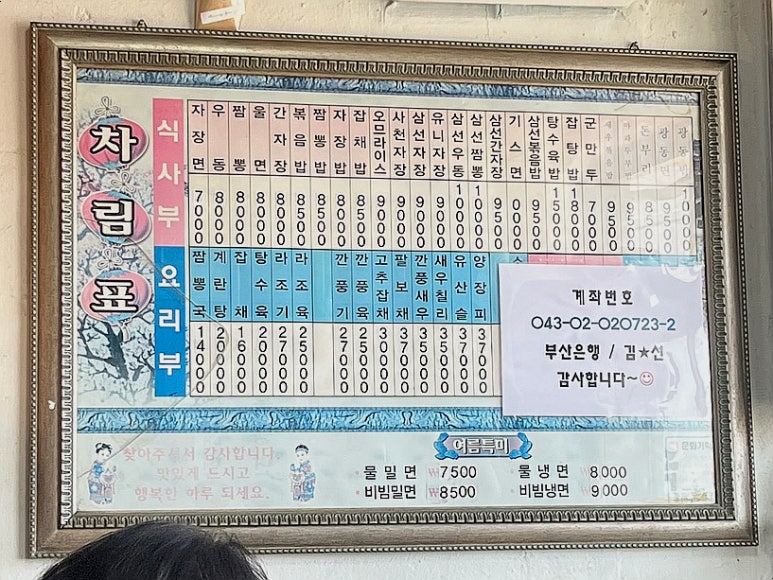 차림표
식사부
자장면 7000
우동 8000
짬뽕 8000
울면 8000
간자장 8000
볶음밥 8000
짬뽕밥 8500
자장밥 8000
잡채밥 8500
오므라이스 9000
사천자장 9000
삼선자장 9000
유니자장 9000
삼선우동 10000
삼선짬뽕 10000
삼선간자장 9500
기스면
삼선볶음밥 9500
탕수육밥
잡탕밥
군만두 7500
요리부
짬뽕국 14000
계란탕
잡채
탕수육
라조기 27000
라조육 25000
깐풍기 27000
깐풍육 25000
고추잡채 30000
팔보채 37000
깐풍새우 35000
새우칠리 35000
유산슬 37000
양장피 37000
계좌번호
043-02-020723-2
부산은행 / 김★선
감사합니다~
찾아주셔서 감사합니다.
맛있게 드시고
행복한 하루 되세요.
여름특미
물밀면 ₩7500 물냉면 8,000
비빔밀면 ₩8500 비빔냉면 9,000